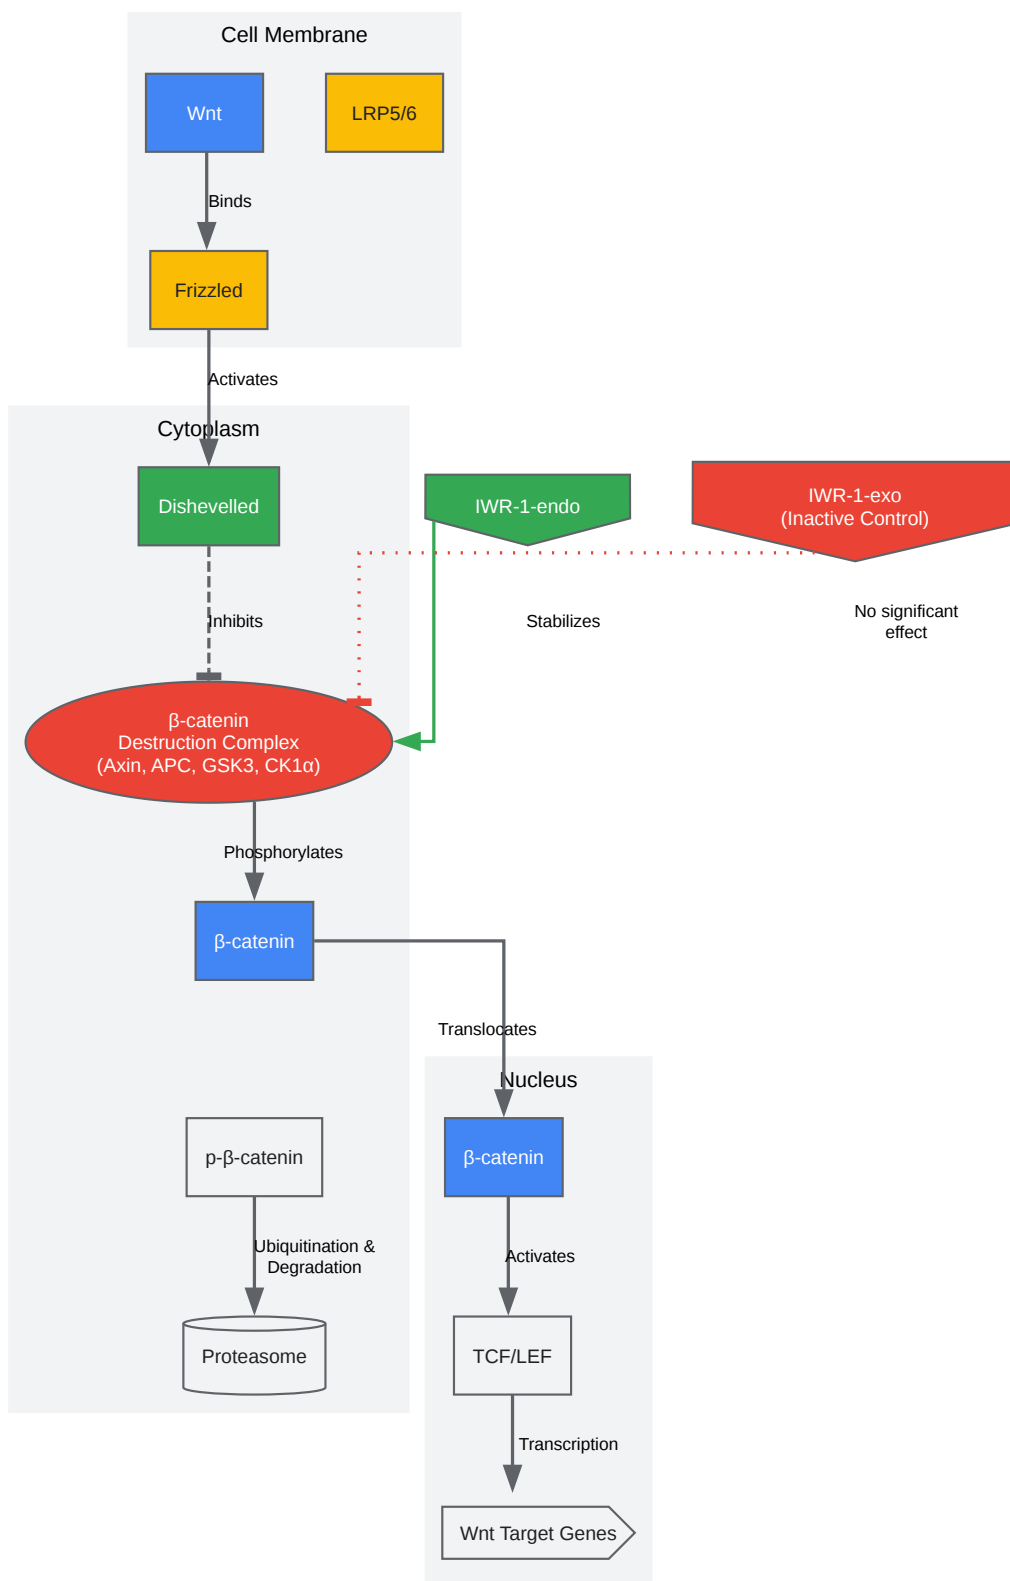 Cell Membrane
Wnt
LRP5/6
Binds
Frizzled
Activates
Cytoplasm
Dishevelled
IWR-1-endo
IWR-1-exo
(Inactive Control)
Inhibits
Stabilizes
No significant
effect
β-catenin
Destruction Complex
(Axin, APC, GSK3, CK1α)
Phosphorylates
β-catenin
Translocates
Nucleus
p-β-catenin
β-catenin
Ubiquitination &
Degradation
Activates
Proteasome
TCF/LEF
Transcription
Wnt Target Genes